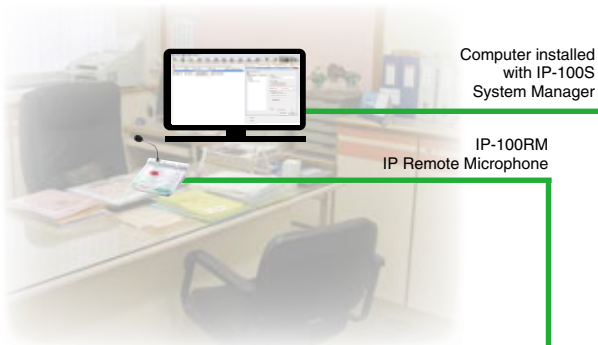 Computer installed
with IP-100S
System Manager
IP-100RM
IP Remote Microphone